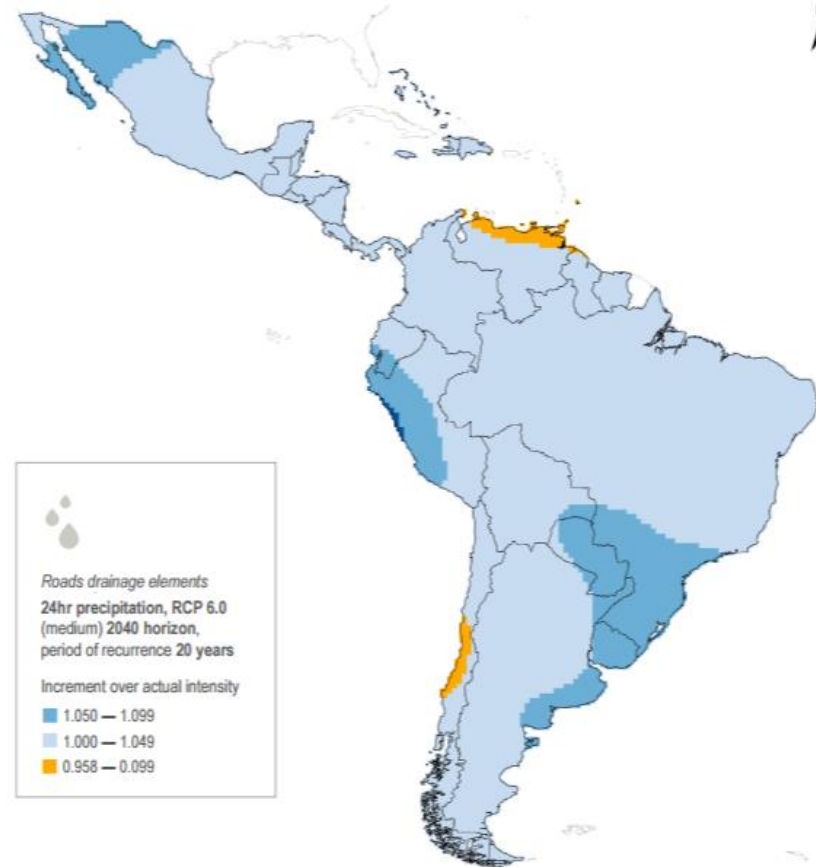 Roads drainage elements
24hr precipitation, RCP 6.0
(medium) 2040 horizon,
period of recurrence 20 years
Increment over actual intensity
1.050 — 1.099
1.000 — 1.049
0.958 — 0.099